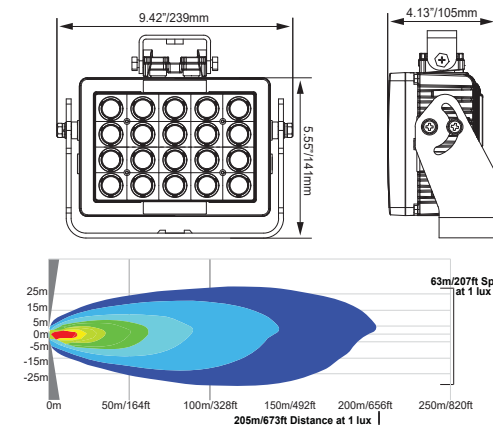 9.42"/239mm
4.13"/105mm
5.55"/141mm
63m/207ft Sp
at 1 lux
25m
15m
5m
0m
-5m
-15m
-25m
0m 50m/164ft 100m/328ft 150m/492ft 200m/656ft 250m/820ft
205m/673ft Distance at 1 lux